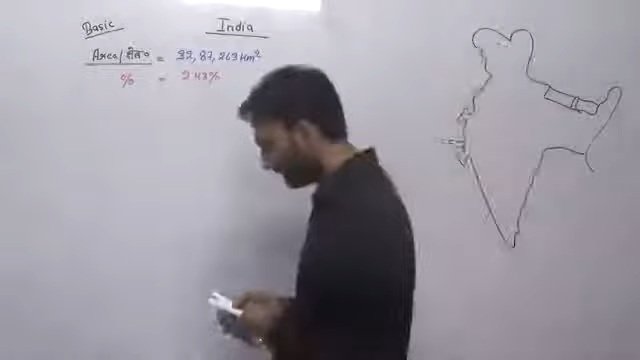 Basic
India
Area/क्षेत्र० = 32,87,263 km²
% = 2.43%